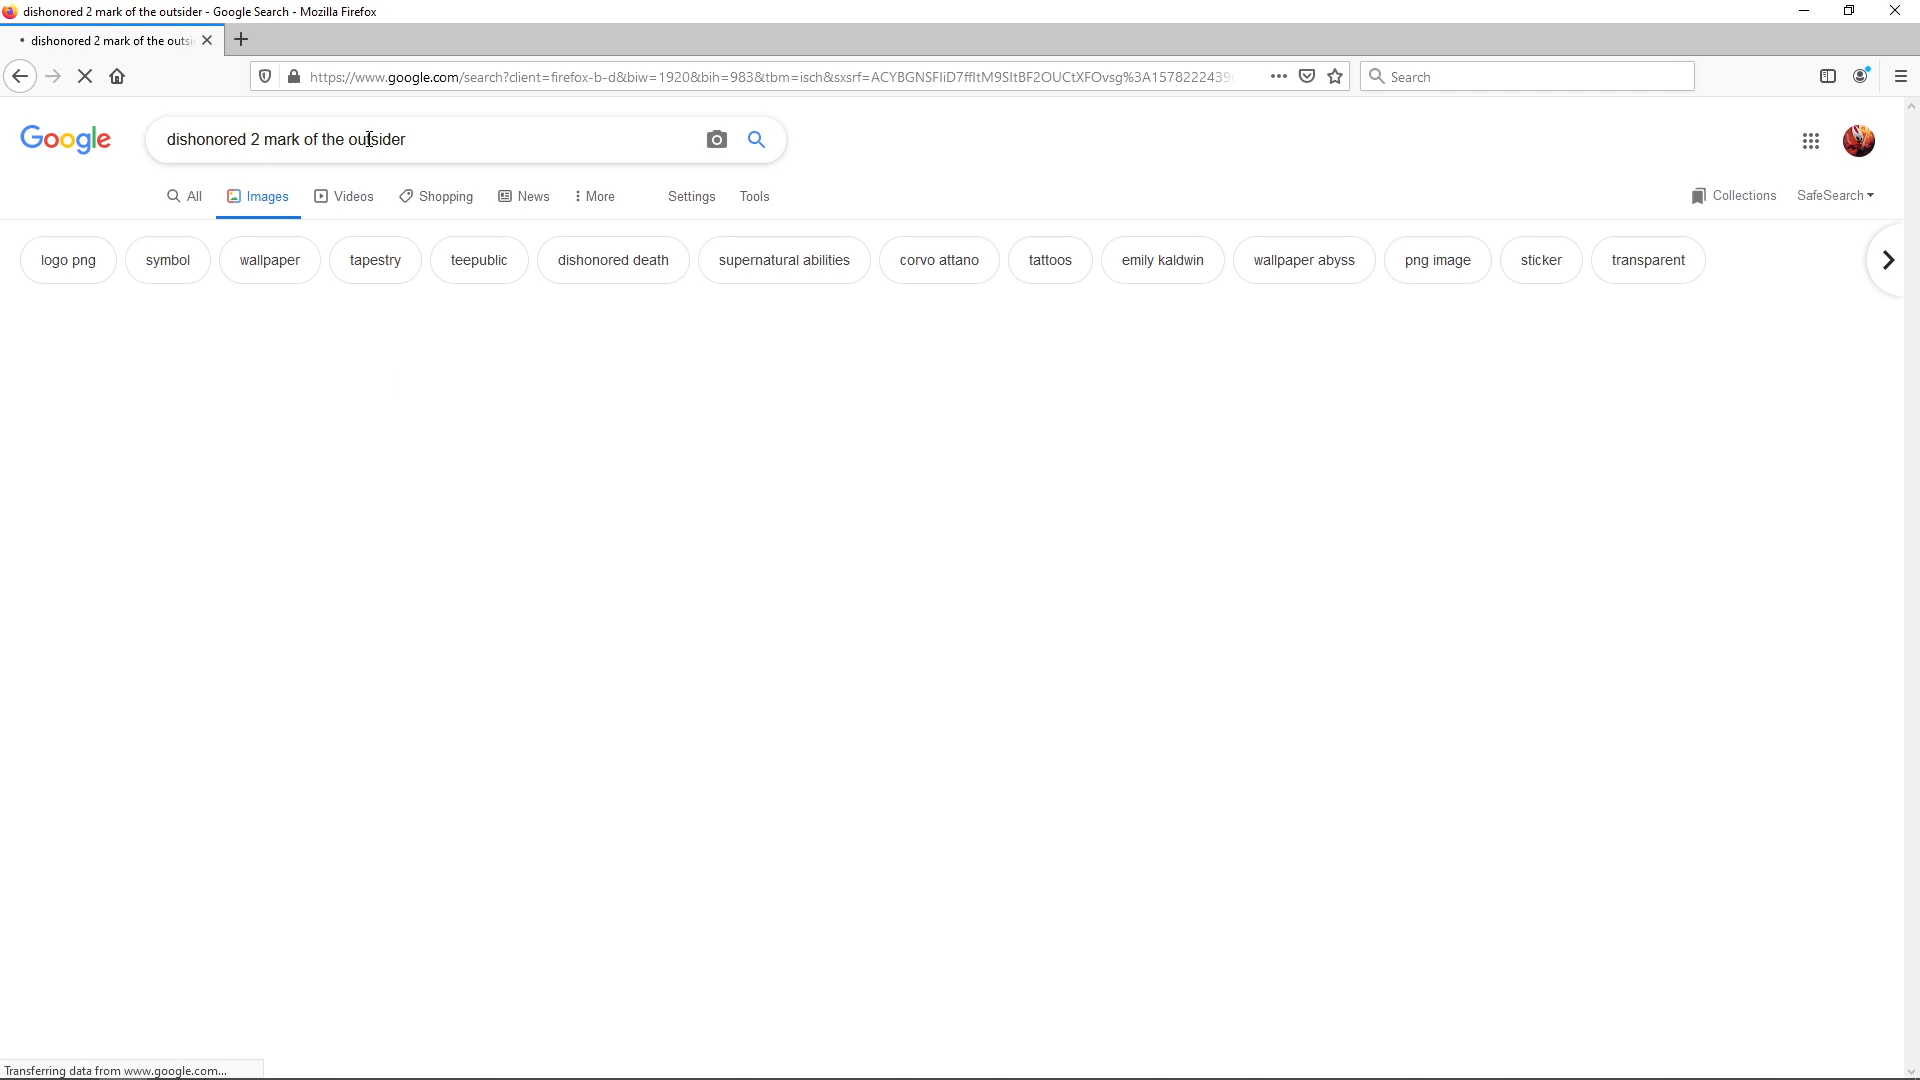 dishonored 2 mark of the outsider - Google Search - Mozilla Firefox
dishonored 2 mark of the outsi
https://www.google.com/search?client=firefox-b-d&biw=1920&bih=983&tbm=isch&sxsrf=ACYBGNSFIiD7ffItM9SItBF2OUCtXFOvsg%3A1578222439
Search
Google
dishonored 2 mark of the outsider
All
Images
Videos
Shopping
News
More
Settings
Tools
Collections
SafeSearch
logo png
symbol
wallpaper
tapestry
teepublic
dishonored death
supernatural abilities
corvo attano
tattoos
emily kaldwin
wallpaper abyss
png image
sticker
transparent
Transferring data from www.google.com...